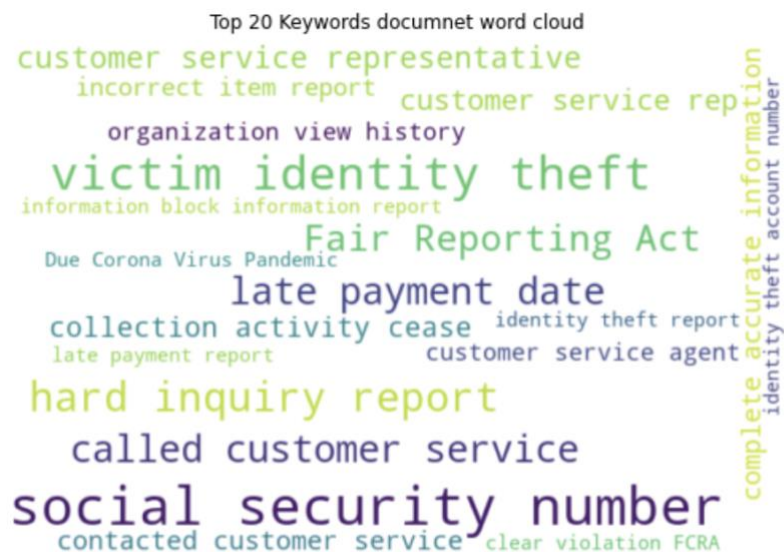 Top 20 Keywords documnet word cloud
customer service representative
incorrect item report
customer service rep
organization view history
victim identity theft
information block information report
Fair Reporting Act
Due Corona Virus Pandemic
late payment date
collection activity cease
identity theft report
late payment report
customer service agent
hard inquiry report
called customer service
social security number
contacted customer service
clear violation FCRA
complete accurate information
identity theft account number